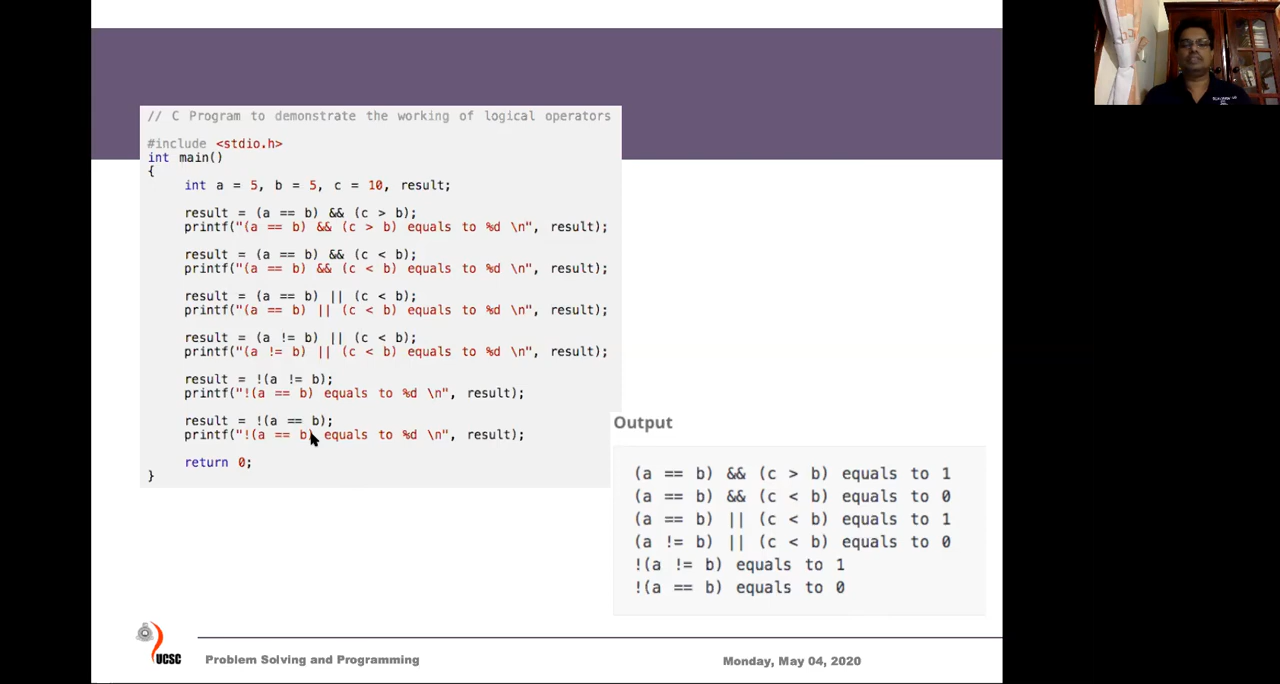 // C Program to demonstrate the working of logical operators
#include <stdio.h>
int main()
{
int a = 5, b = 5, c = 10, result;
result = (a == b) && (c > b);
printf("(a == b) && (c > b) equals to %d \n", result);
result = (a == b) && (c < b);
printf("(a == b) && (c < b) equals to %d \n", result);
result = (a == b) || (c < b);
printf("(a == b) || (c < b) equals to %d \n", result);
result = (a != b) || (c < b);
printf("(a != b) || (c < b) equals to %d \n", result);
result = !(a != b);
printf("!(a == b) equals to %d \n", result);
result = !(a == b);
printf("!(a == b) equals to %d \n", result);
return 0;
}
Output
(a == b) && (c > b) equals to 1
(a == b) && (c < b) equals to 0
(a == b) || (c < b) equals to 1
(a != b) || (c < b) equals to 0
!(a != b) equals to 1
!(a == b) equals to 0
UCSC
Problem Solving and Programming
Monday, May 04, 2020